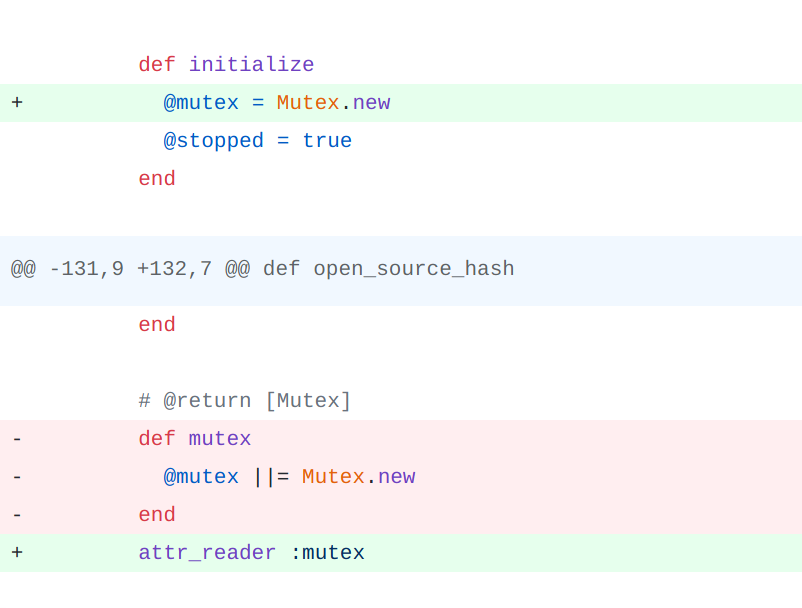 def initialize
+ @mutex = Mutex.new
@stopped = true
end
@@ -131,9 +132,7 @@ def open_source_hash
end
# @return [Mutex]
- def mutex
- @mutex ||= Mutex.new
- end
+ attr_reader :mutex